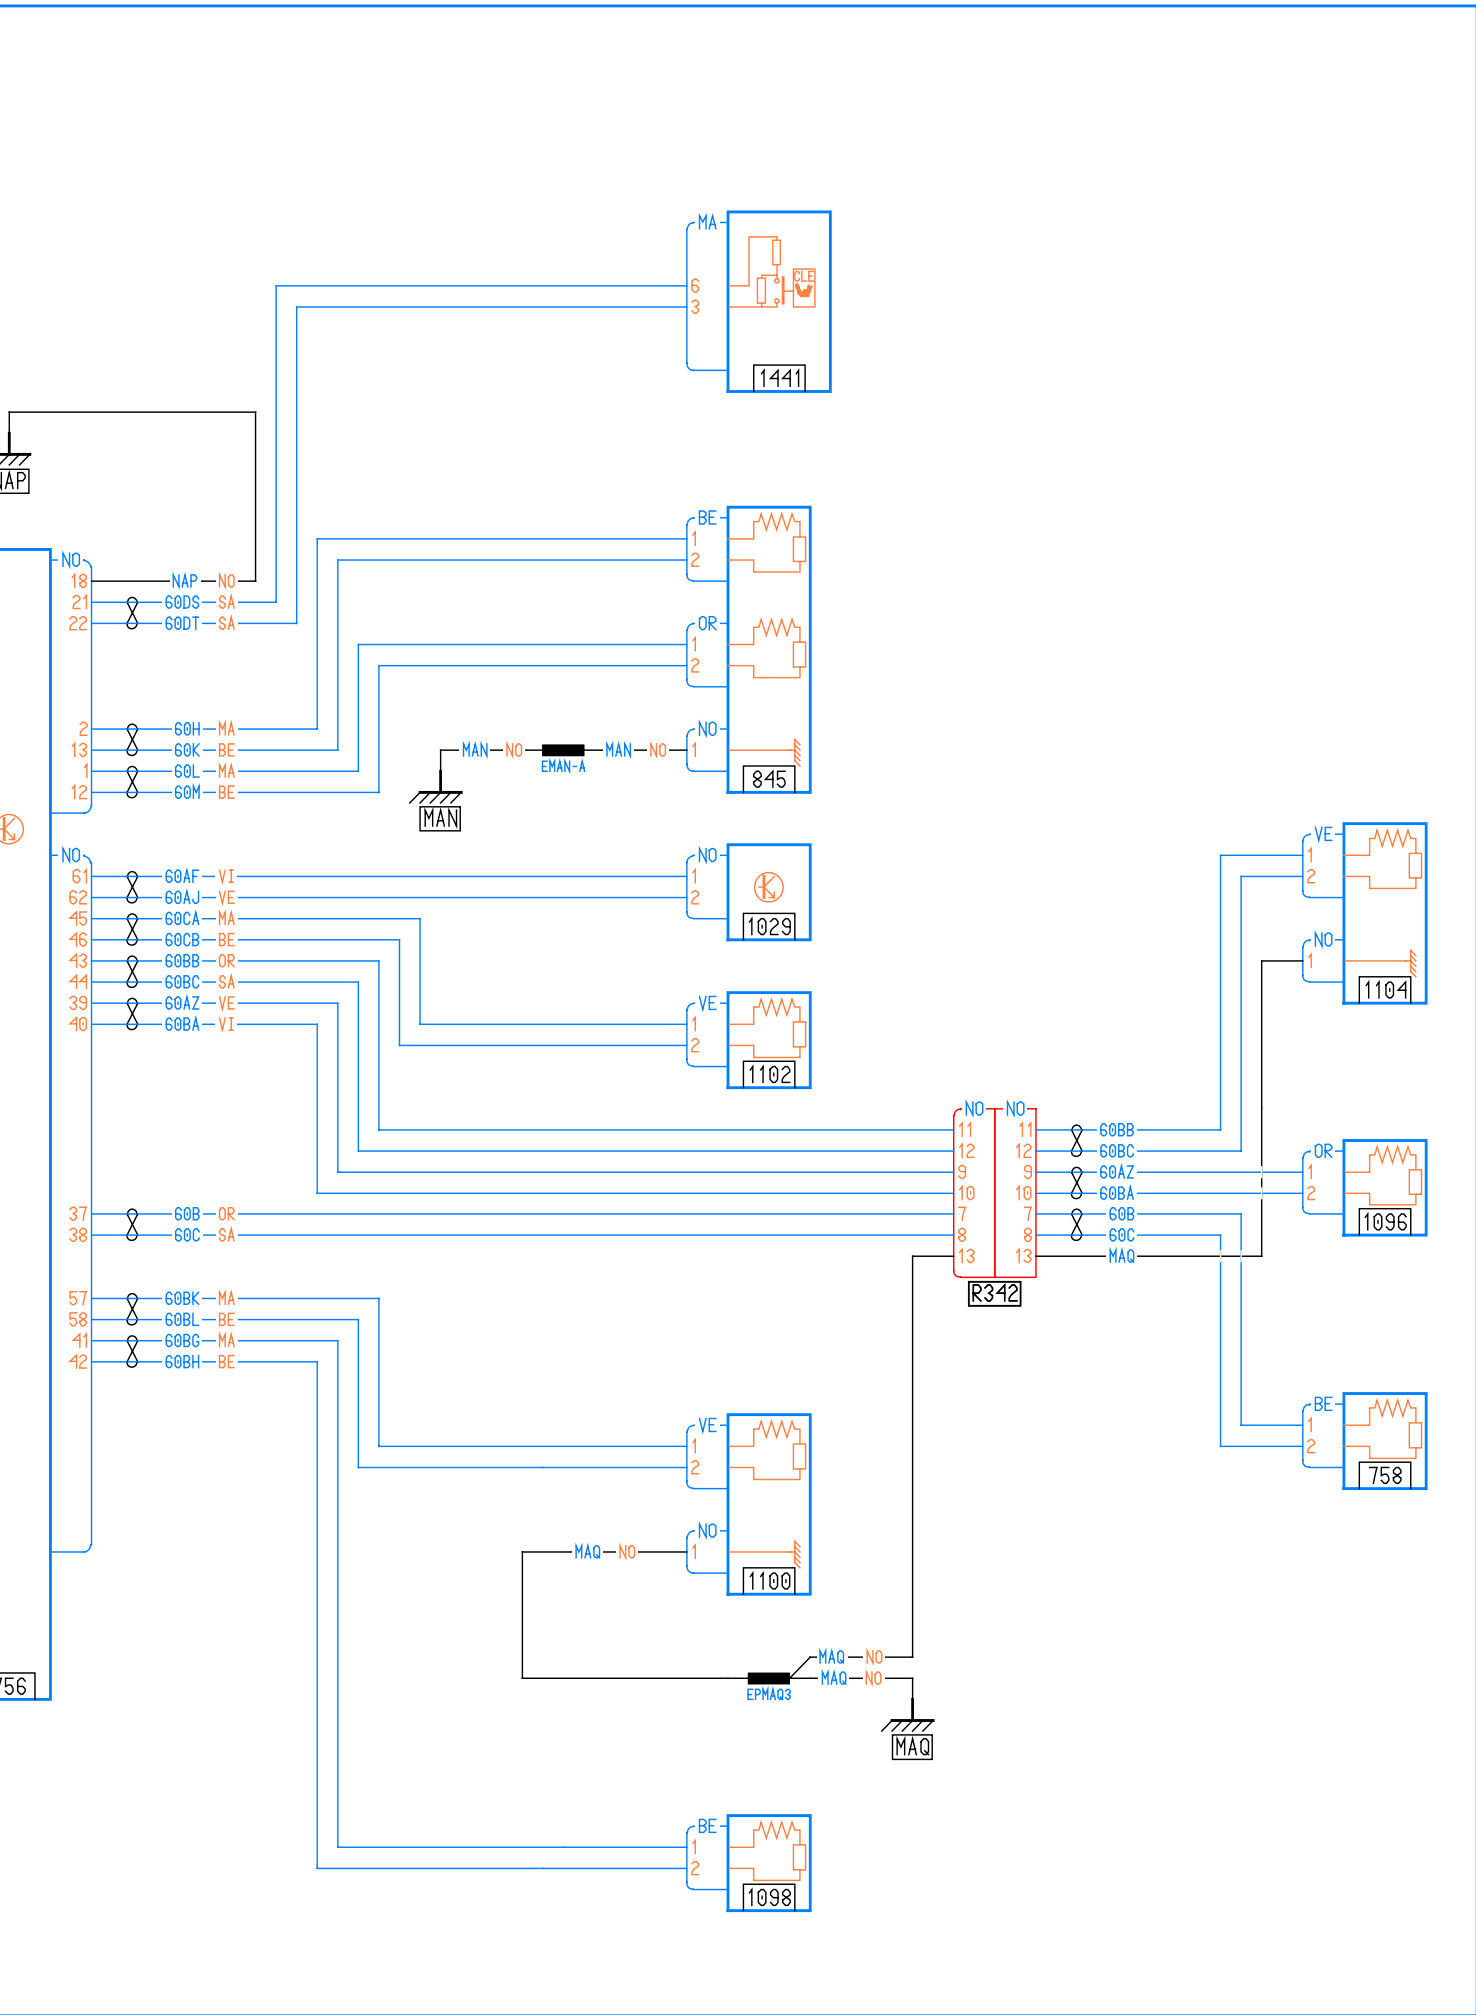 MA
6
3
CLE
1441
NAP
NO
18 NAP NO
21 60DS SA
22 60DT SA
BE
1
2
OR
1
2
2 60H MA
13 60K BE
1 60L MA
12 60M BE
NO
MAN NO MAN NO 1
EMAN-A
845
MAN
NO
61 60AF VI
62 60AJ VE
45 60CA MA
46 60CB BE
43 60BB OR
44 60BC SA
39 60AZ VE
40 60BA VI
NO
1
2
1029
VE
1
2
1102
VE
1
2
NO
1
1104
NO NO
11 11 60BB
12 12 60BC
9 9 60AZ
10 10 60BA
7 7 60B
8 8 60C
13 13 MAQ
R342
OR
1
2
1096
37 60B OR
38 60C SA
57 60BK MA
58 60BL BE
41 60BG MA
42 60BH BE
BE
1
2
758
VE
1
2
NO
MAQ NO 1
1100
MAQ NO
MAQ NO
EPMAQ3
756
MAQ
BE
1
2
1098